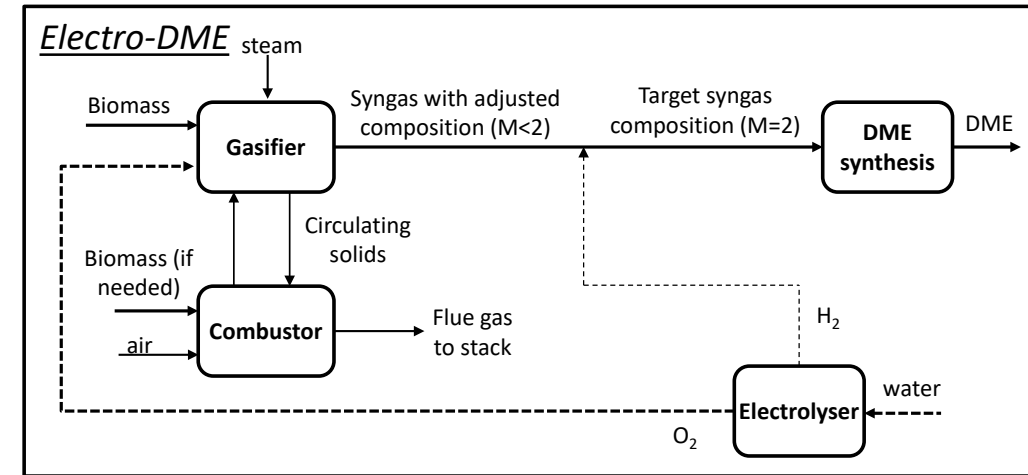 Electro-DME
steam
Biomass
Syngas with adjusted
composition (M<2)
Target syngas
composition (M=2)
DME
synthesis
DME
Gasifier
Circulating
solids
Biomass (if
needed)
air
Combustor
Flue gas
to stack
H2
water
Electrolyser
O2